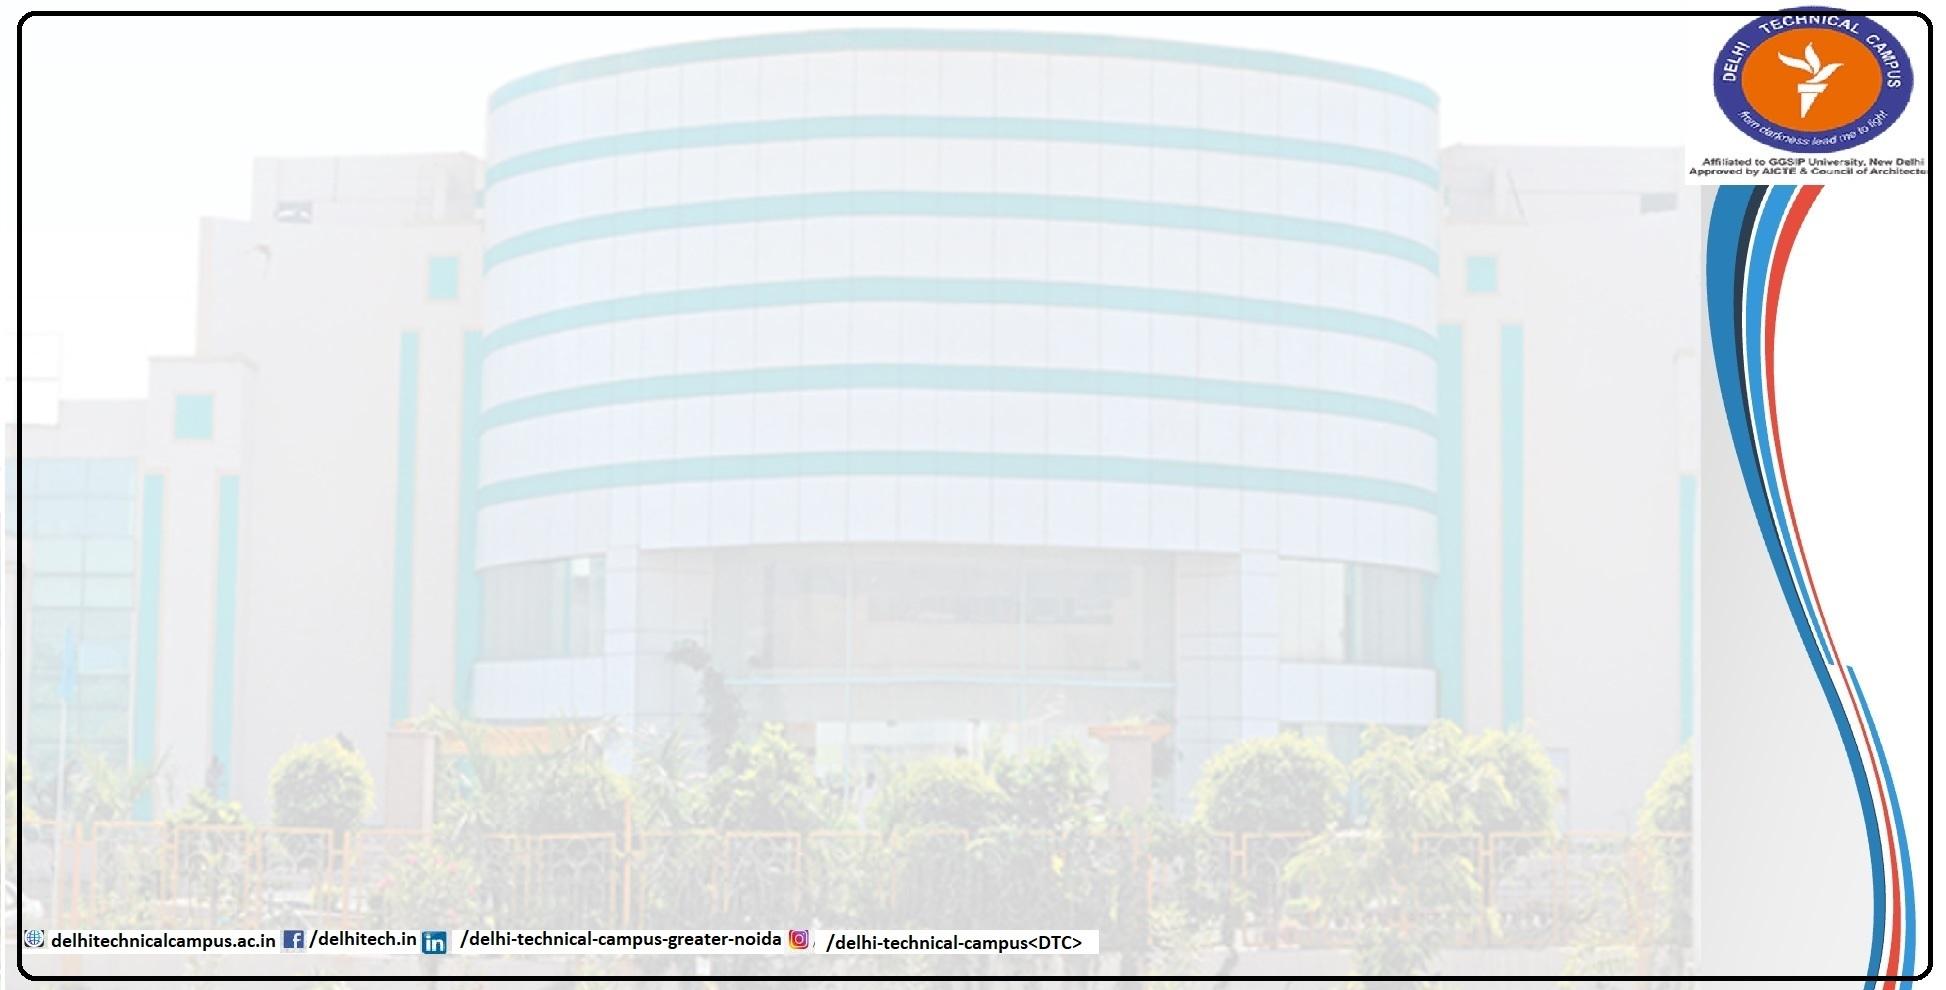 DELHI TECHNICAL CAMPUS
from darkness lead me to light
Affiliated to GGSIP University, New Delhi
Approved by AICTE & Council of Architectu
delhitechnicalcampus.ac.in /delhitech.in /delhi-technical-campus-greater-noida /delhi-technical-campus<DTC>